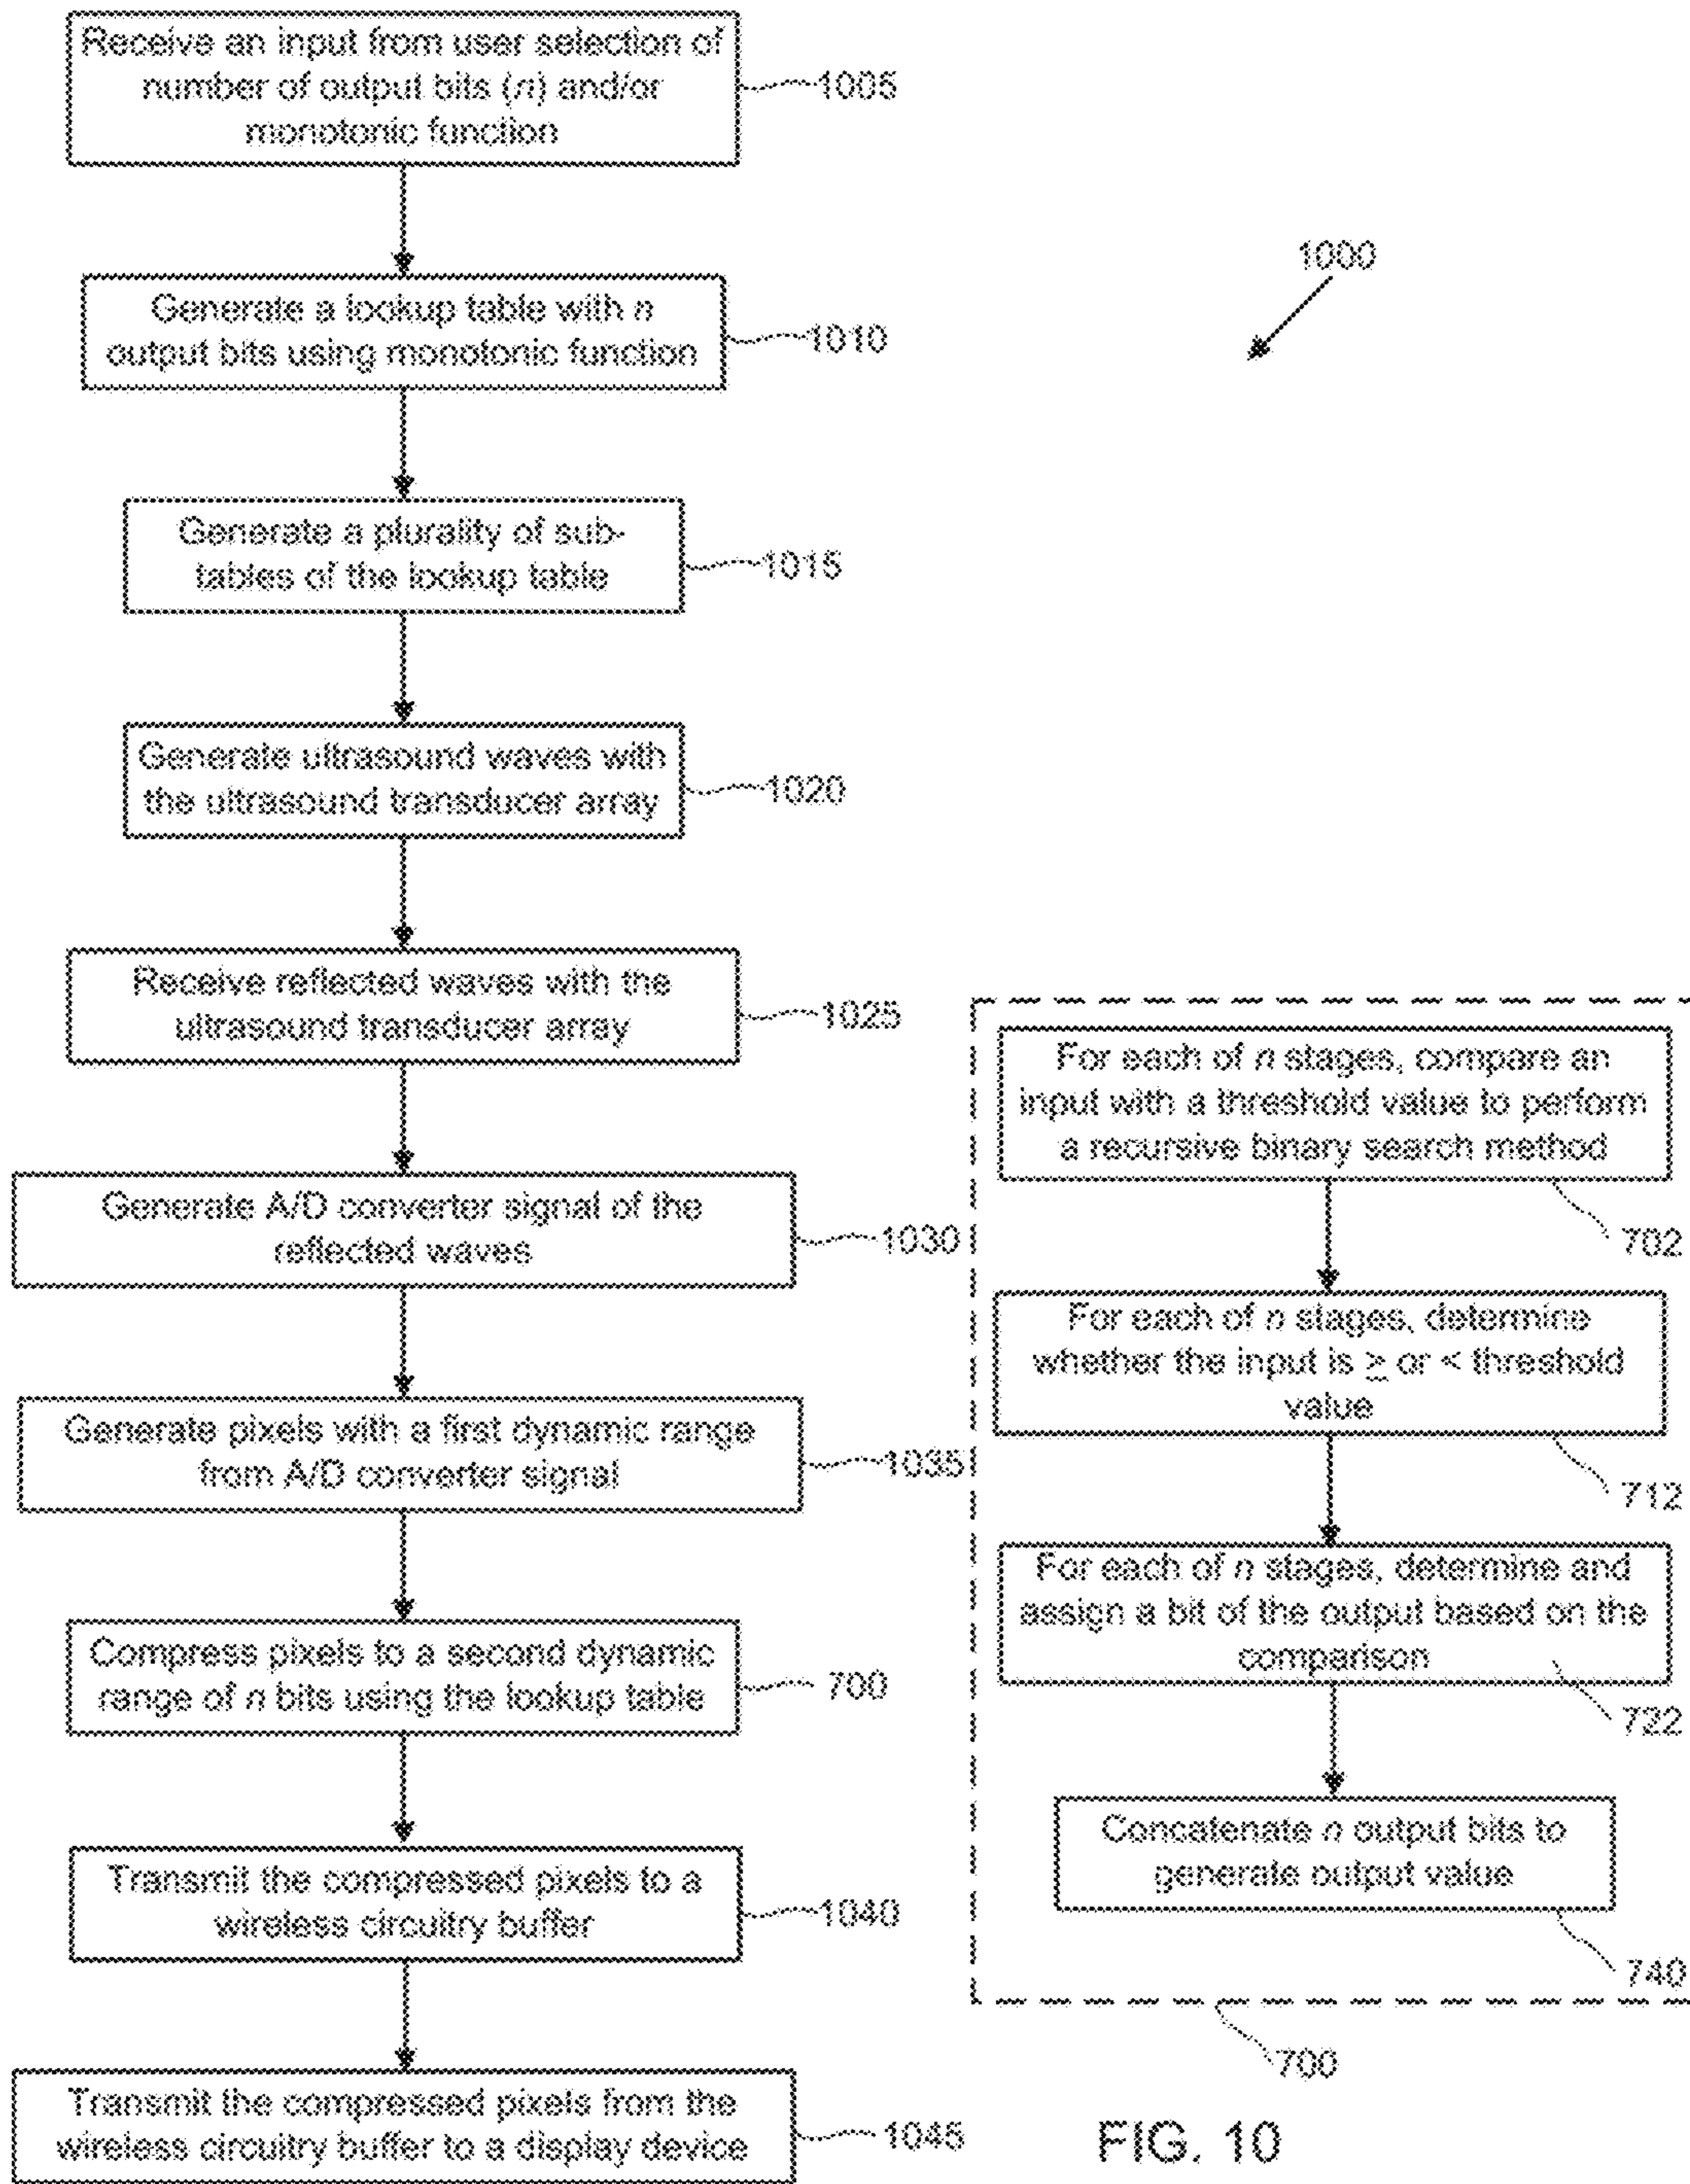 Receive an input from user selection of
number of output bits (n) and/or
monotonic function
1005
1000
Generate a lookup table with n
output bits using monotonic function
1010
Generate a plurality of sub-
tables of the lookup table
1015
Generate ultrasound waves with
the ultrasound transducer array
1020
Receive reflected waves with the
ultrasound transducer array
1025
Generate A/D converter signal of the
reflected waves
1030
Generate pixels with a first dynamic range
from A/D converter signal
1035
Compress pixels to a second dynamic
range of n bits using the lookup table
700
Transmit the compressed pixels to a
wireless circuitry buffer
1040
Transmit the compressed pixels from the
wireless circuitry buffer to a display device
1045
For each of n stages, compare an
input with a threshold value to perform
a recursive binary search method
702
For each of n stages, determine
whether the input is ≥ or < threshold
value
712
For each of n stages, determine and
assign a bit of the output based on the
comparison
722
Concatenate n output bits to
generate output value
740
700
FIG. 10